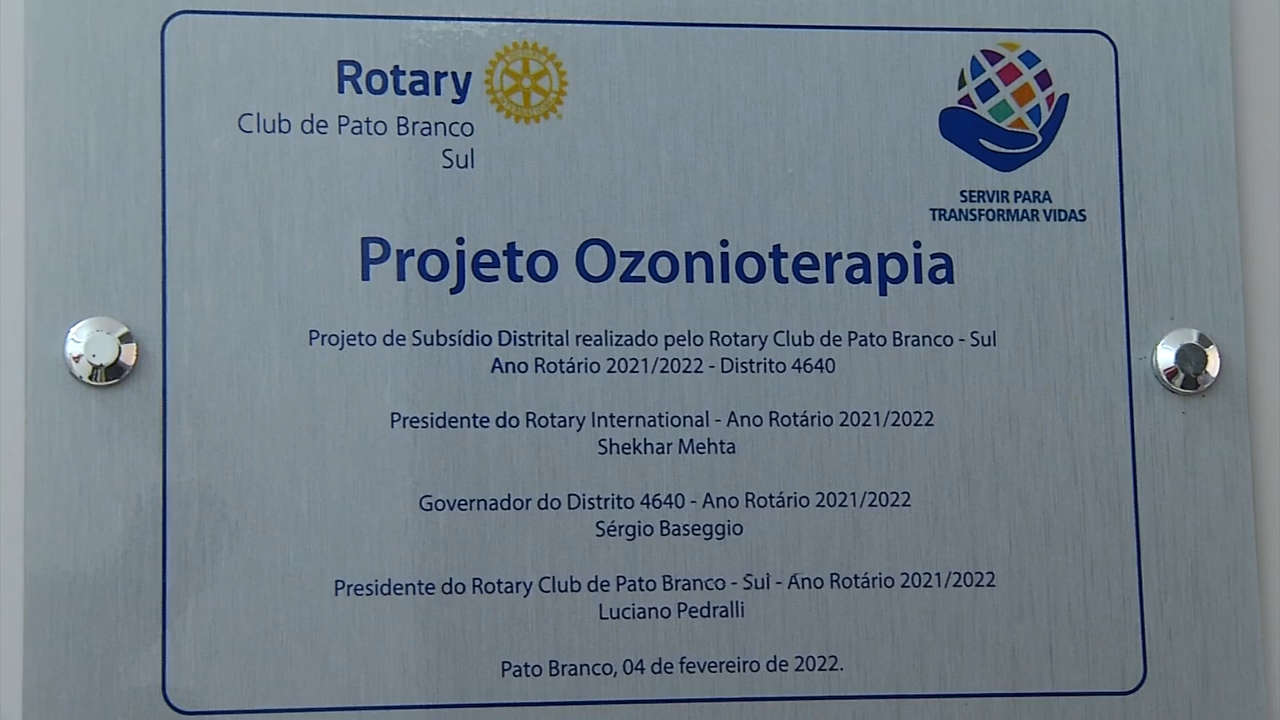 Rotary
Club de Pato Branco
Sul
SERVIR PARA
TRANSFORMAR VIDAS
Projeto Ozonioterapia
Projeto de Subsídio Distrital realizado pelo Rotary Club de Pato Branco - Sul
Ano Rotário 2021/2022 - Distrito 4640
Presidente do Rotary International - Ano Rotário 2021/2022
Shekhar Mehta
Governador do Distrito 4640 - Ano Rotário 2021/2022
Sérgio Baseggio
Presidente do Rotary Club de Pato Branco - Sul - Ano Rotário 2021/2022
Luciano Pedralli
Pato Branco, 04 de fevereiro de 2022.